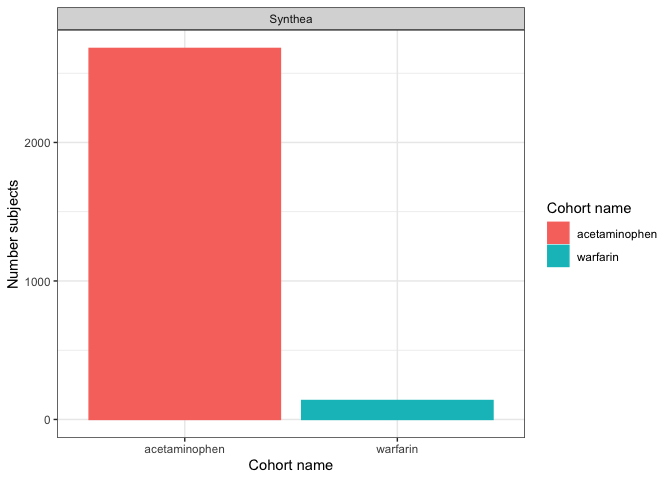 Synthea
Number subjects
2000
1000
0
acetaminophen
warfarin
Cohort name
Cohort name
acetaminophen
warfarin